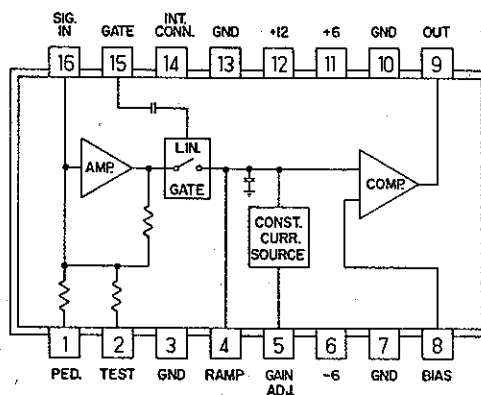 SIG. IN GATE INT. CONN. GND +12 +6 GND OUT
16 15 14 13 12 11 10 9
AMP.
LIN.
GATE
COMP.
CONST.
CURR.
SOURCE
1 2 3 4 5 6 7 8
PED. TEST GND RAMP GAIN ADJ. -6 GND BIAS